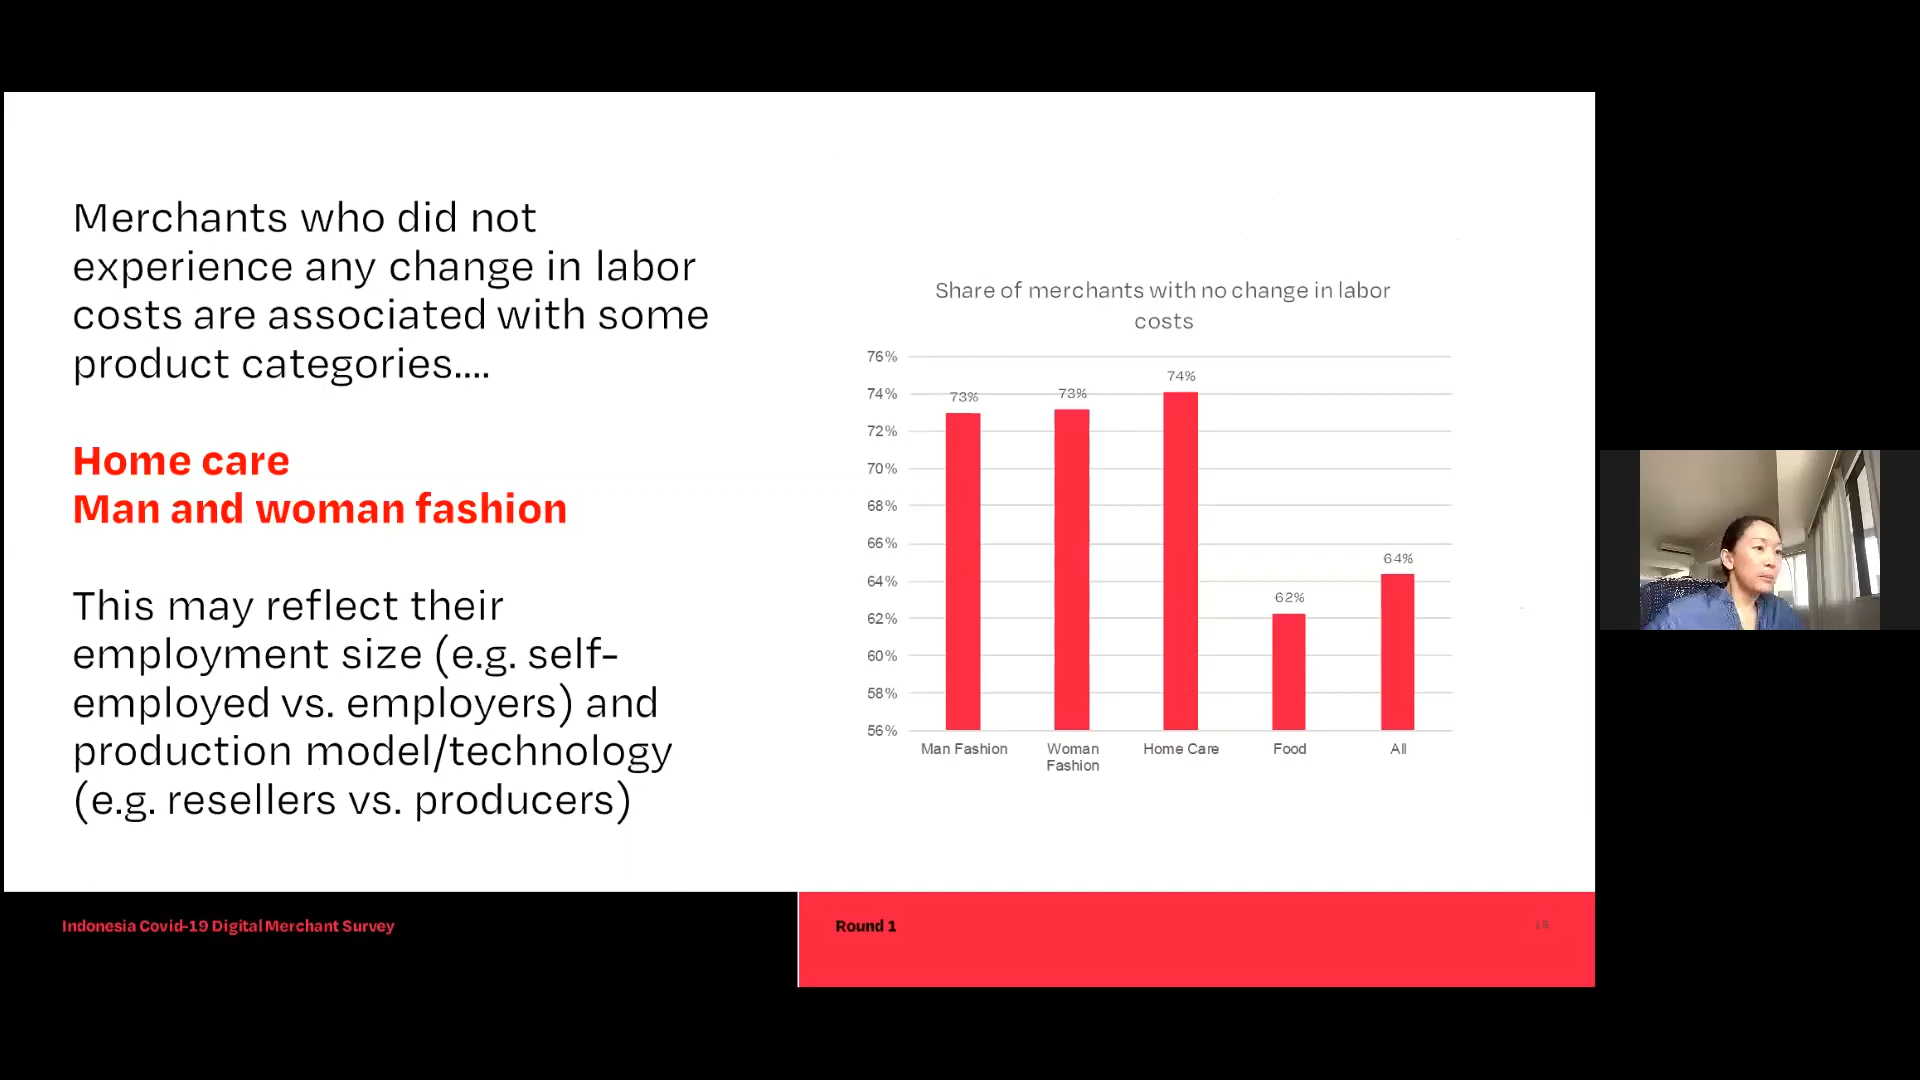 Merchants who did not
experience any change in labor
costs are associated with some
product categories....
Home care
Man and woman fashion
This may reflect their
employment size (e.g. self-
employed vs. employers) and
production model/technology
(e.g. resellers vs. producers)
Share of merchants with no change in labor
costs
76%
74%
72%
70%
68%
66%
64%
62%
60%
58%
56%
73%
73%
74%
62%
64%
Man Fashion
Woman
Fashion
Home Care
Food
All
Indonesia Covid-19 Digital Merchant Survey
Round 1